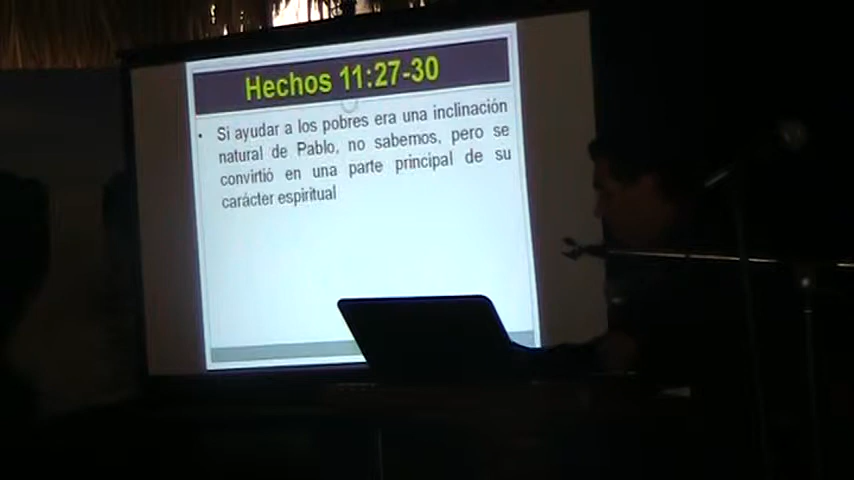 Hechos 11:27-30
• Si ayudar a los pobres era una inclinación
natural de Pablo, no sabemos, pero se
convirtió en una parte principal de su
carácter espiritual